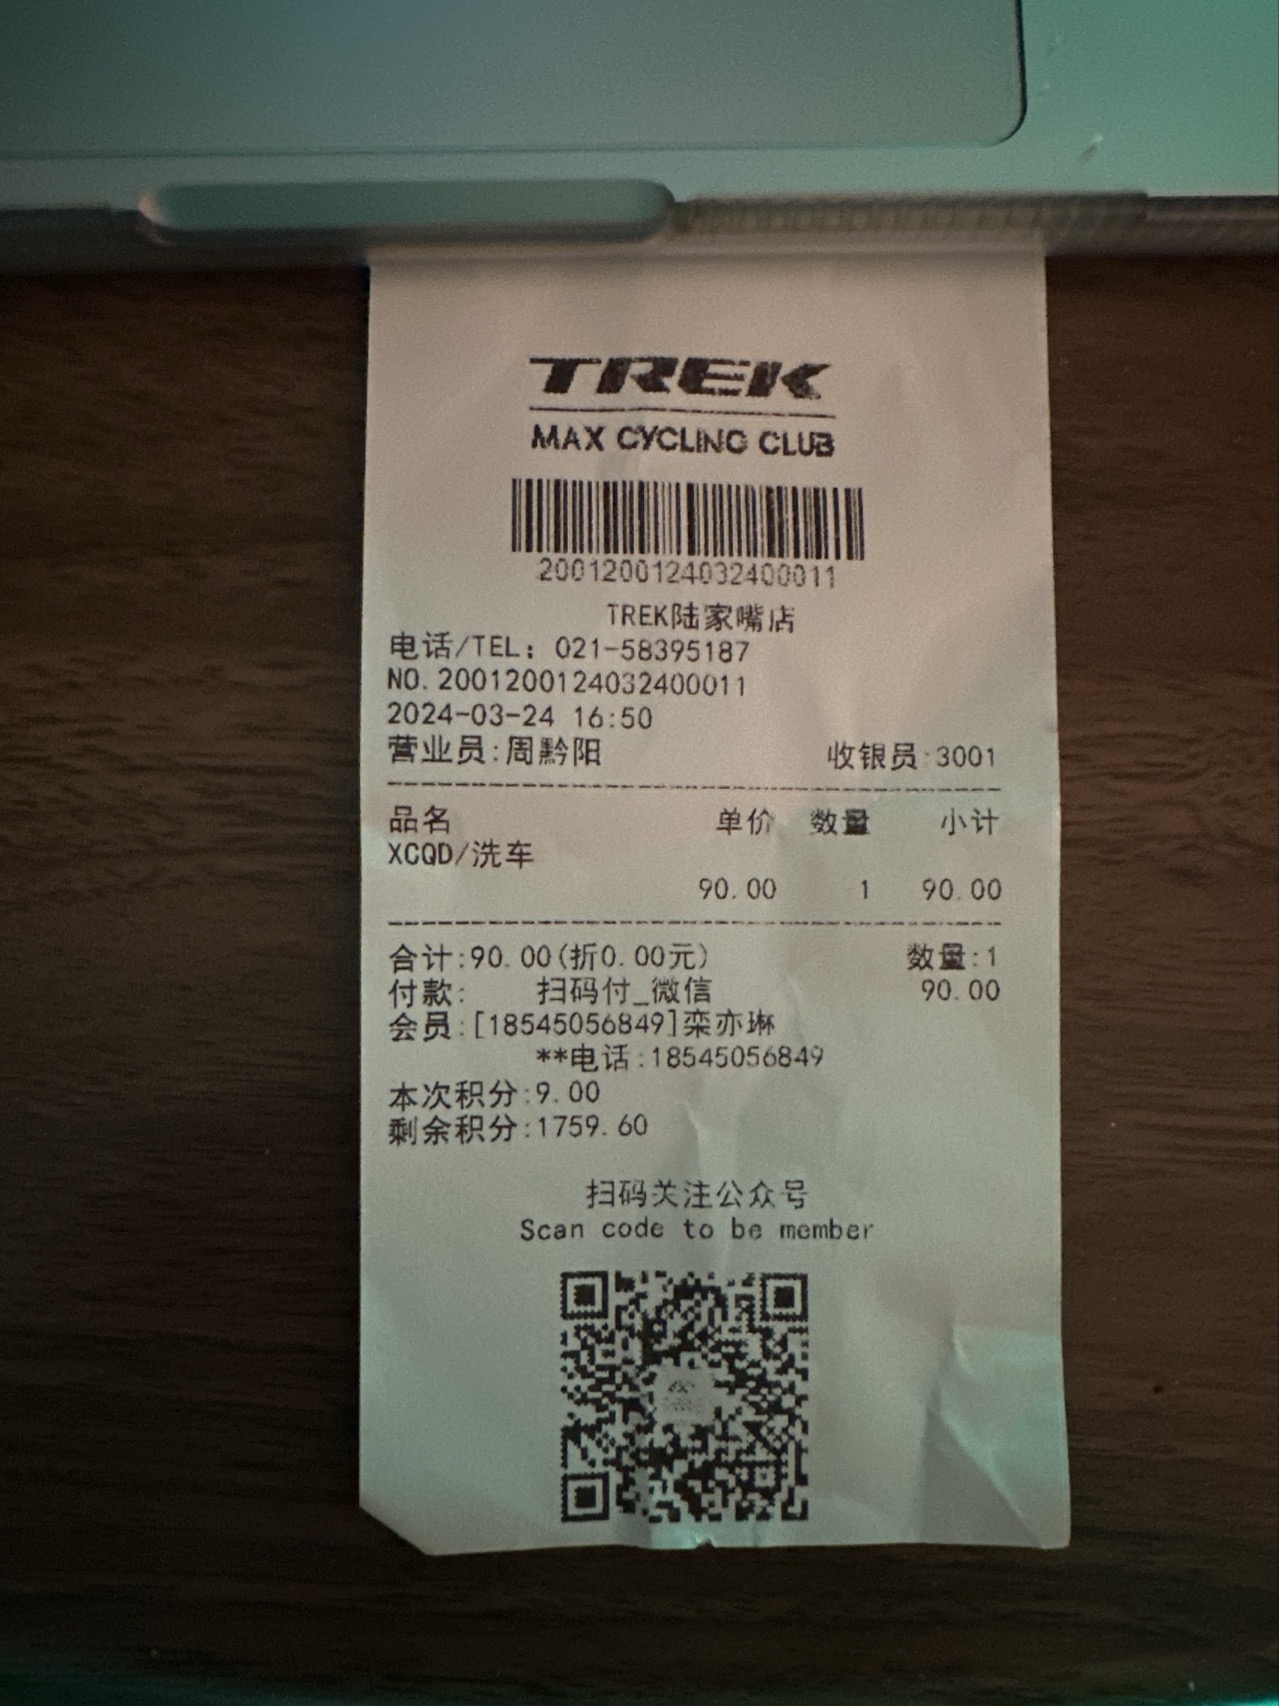 TREK
MAX CYCLING CLUB
2001200124032400011
TREK陆家嘴店
电话/TEL: 021-58395187
NO.2001200124032400011
2024-03-24 16:50
营业员:周黔阳 收银员:3001
品名 单价 数量 小计
XCQD/洗车
90.00 1 90.00
合计:90.00(折0.00元) 数量:1
付款: 扫码付_微信 90.00
会员:[18545056849]栾亦琳
**电话:18545056849
本次积分:9.00
剩余积分:1759.60
扫码关注公众号
Scan code to be member